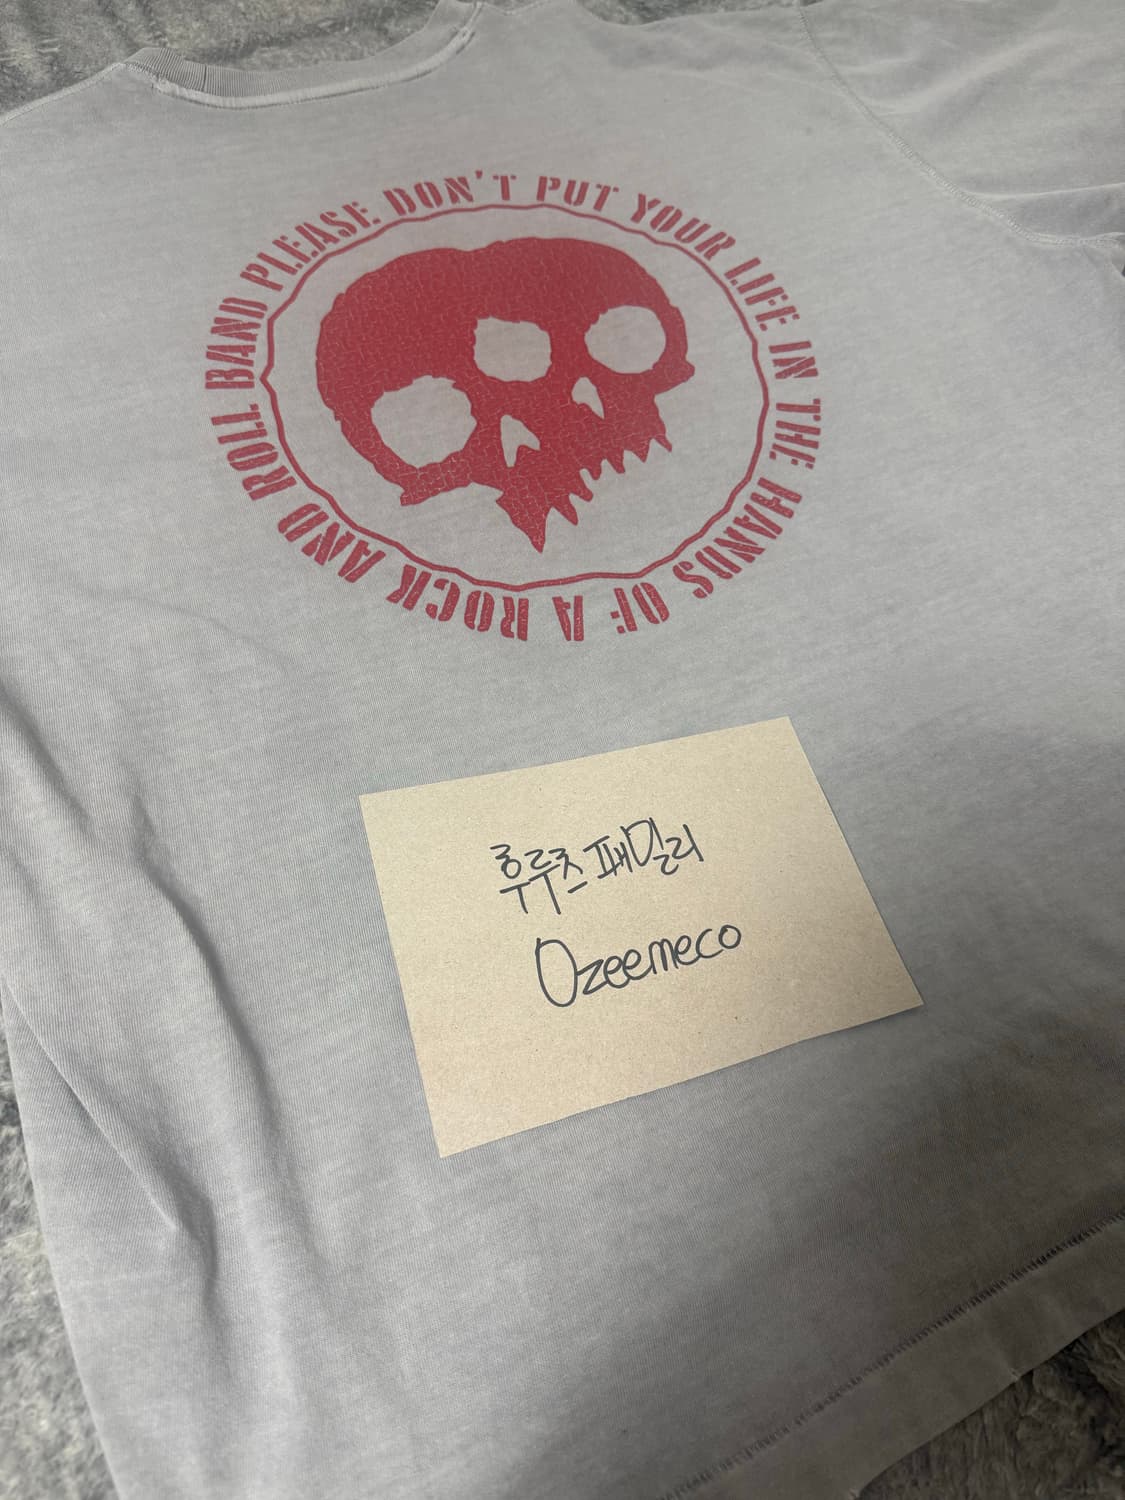 PLEASE DON'T PUT YOUR LIFE IN THE HANDS OF A ROCK AND ROLL BAND
후루츠패밀리
Ozeemeco